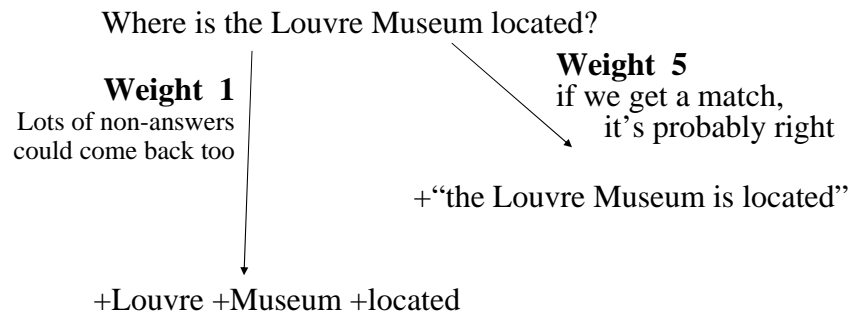 Where is the Louvre Museum located?
Weight 1
Lots of non-answers
could come back too
Weight 5
if we get a match,
it’s probably right
+“the Louvre Museum is located”
+Louvre +Museum +located